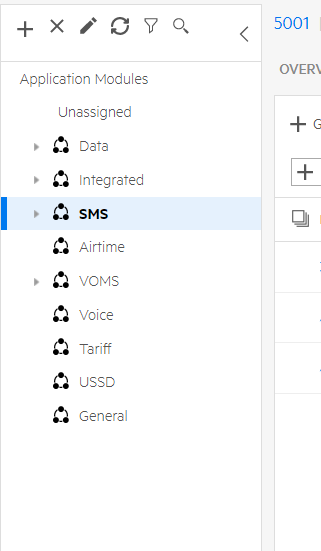 5001
OVERV
Application Modules
Unassigned
Data
Integrated
SMS
Airtime
VOMS
Voice
Tariff
USSD
General
G